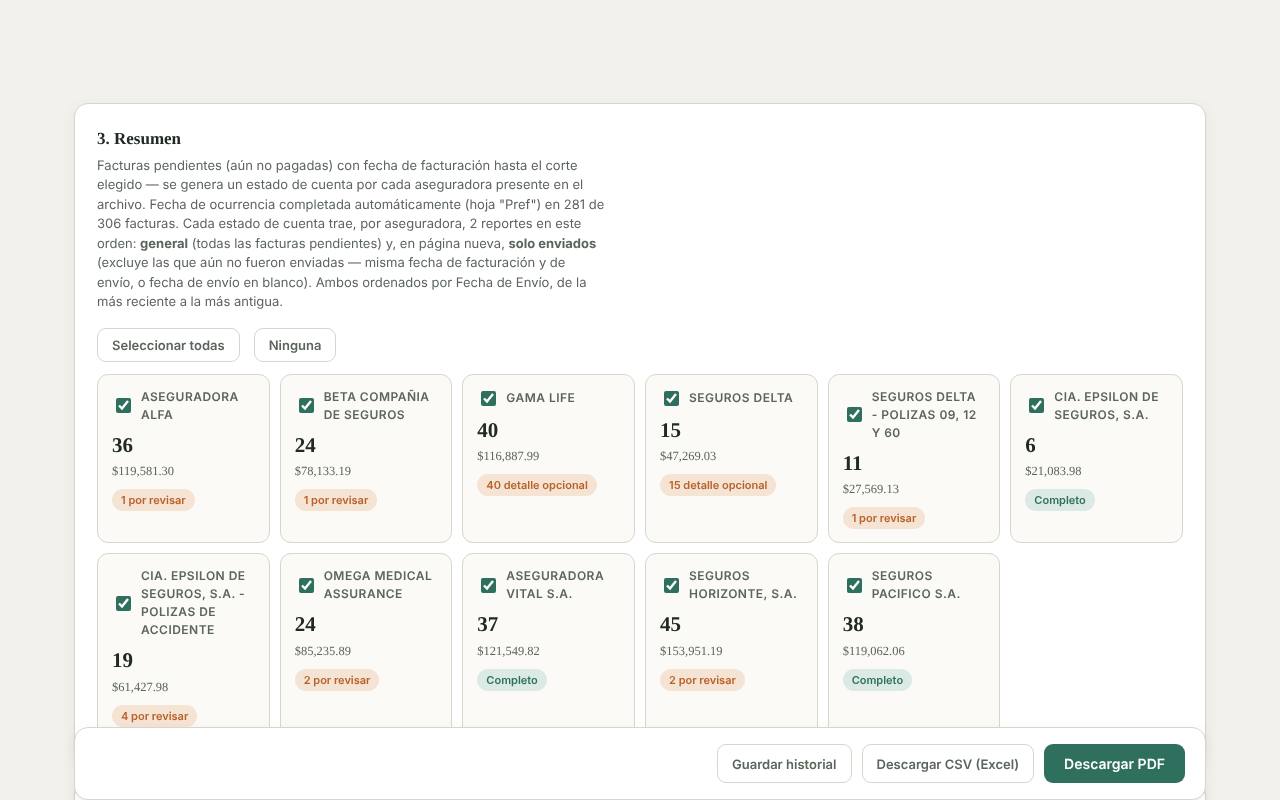 3. Resumen
Facturas pendientes (aún no pagadas) con fecha de facturación hasta el corte
elegido — se genera un estado de cuenta por cada aseguradora presente en el
archivo. Fecha de ocurrencia completada automáticamente (hoja "Pref") en 281 de
306 facturas. Cada estado de cuenta trae, por aseguradora, 2 reportes en este
orden: general (todas las facturas pendientes) y, en página nueva, solo enviados
(excluye las que aún no fueron enviadas — misma fecha de facturación y de
envío, o fecha de envío en blanco). Ambos ordenados por Fecha de Envío, de la
más reciente a la más antigua.
Seleccionar todas
Ninguna
ASEGURADORA
ALFA
36
$119,581.30
1 por revisar
BETA COMPAÑIA
DE SEGUROS
24
$78,133.19
1 por revisar
GAMA LIFE
40
$116,887.99
40 detalle opcional
SEGUROS DELTA
15
$47,269.03
15 detalle opcional
SEGUROS DELTA
- POLIZAS 09, 12
Y 60
11
$27,569.13
1 por revisar
CIA. EPSILON DE
SEGUROS, S.A.
6
$21,083.98
Completo
CIA. EPSILON DE
SEGUROS, S.A. -
POLIZAS DE
ACCIDENTE
19
$61,427.98
4 por revisar
OMEGA MEDICAL
ASSURANCE
24
$85,235.89
2 por revisar
ASEGURADORA
VITAL S.A.
37
$121,549.82
Completo
SEGUROS
HORIZONTE, S.A.
45
$153,951.19
2 por revisar
SEGUROS
PACIFICO S.A.
38
$119,062.06
Completo
Guardar historial
Descargar CSV (Excel)
Descargar PDF